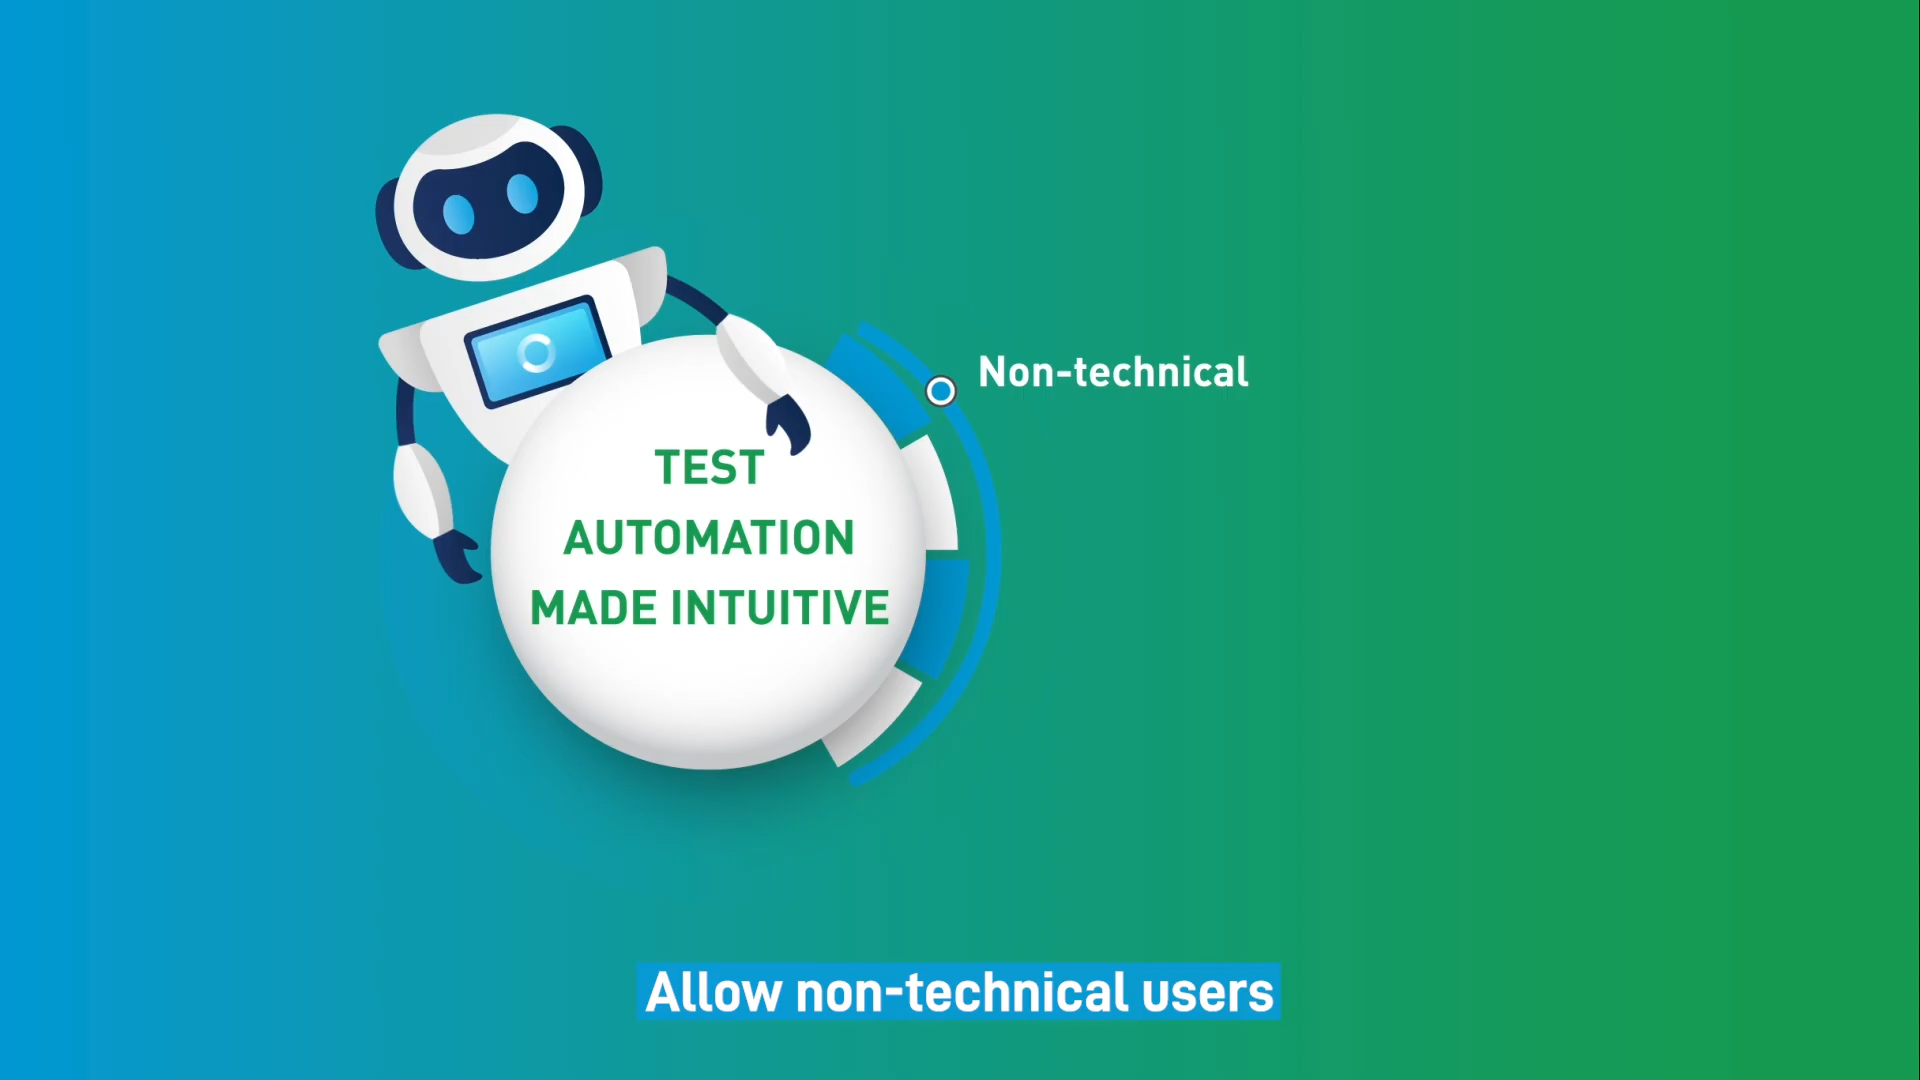 TEST
AUTOMATION
MADE INTUITIVE
Non-technical
Allow non-technical users